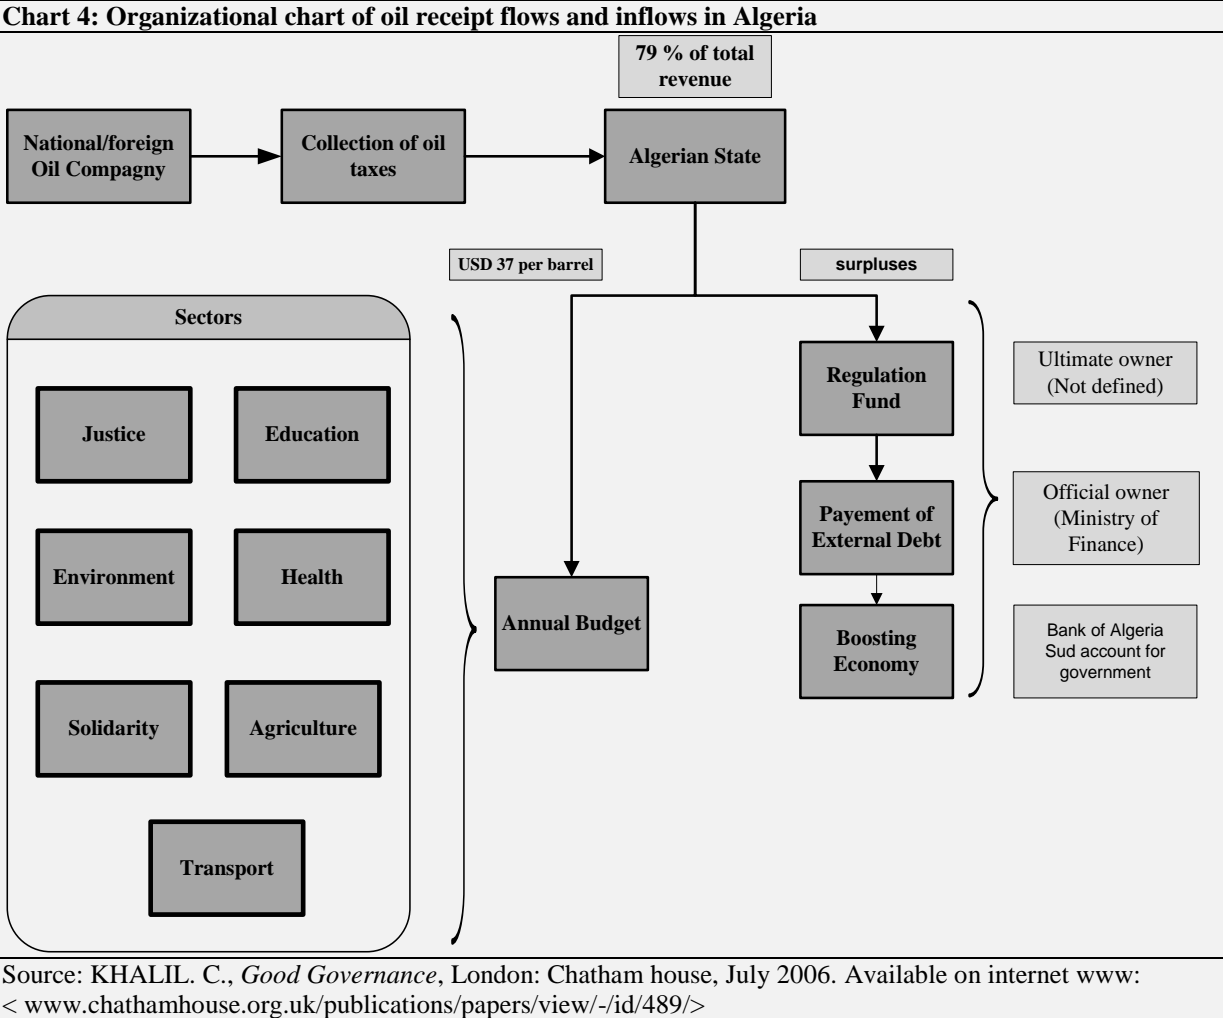 Chart 4: Organizational chart of oil receipt flows and inflows in Algeria
79 % of total
revenue
National/foreign
Oil Compagny
Collection of oil
taxes
Algerian State
USD 37 per barrel
surpluses
Sectors
Justice
Education
Environment
Health
Solidarity
Agriculture
Transport
Annual Budget
Regulation
Fund
Payement of
External Debt
Boosting
Economy
Ultimate owner
(Not defined)
Official owner
(Ministry of
Finance)
Bank of Algeria
Sud account for
government
Source: KHALIL. C., Good Governance, London: Chatham house, July 2006. Available on internet www:
< www.chathamhouse.org.uk/publications/papers/view/-/id/489/>